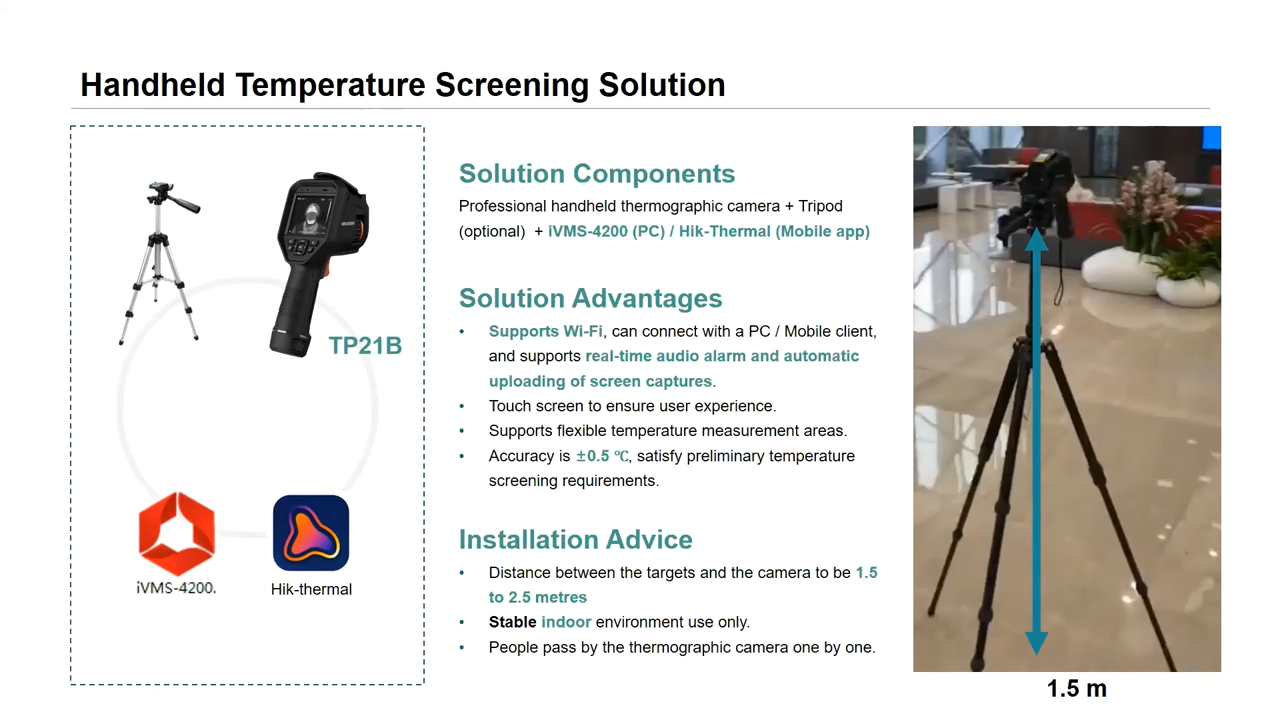 Handheld Temperature Screening Solution
TP21B
iVMS-4200.
Hik-thermal
Solution Components
Professional handheld thermographic camera + Tripod
(optional) + iVMS-4200 (PC) / Hik-Thermal (Mobile app)
Solution Advantages
• Supports Wi-Fi, can connect with a PC / Mobile client,
and supports real-time audio alarm and automatic
uploading of screen captures.
• Touch screen to ensure user experience.
• Supports flexible temperature measurement areas.
• Accuracy is ±0.5 ℃, satisfy preliminary temperature
screening requirements.
Installation Advice
• Distance between the targets and the camera to be 1.5
to 2.5 metres
• Stable indoor environment use only.
• People pass by the thermographic camera one by one.
1.5 m